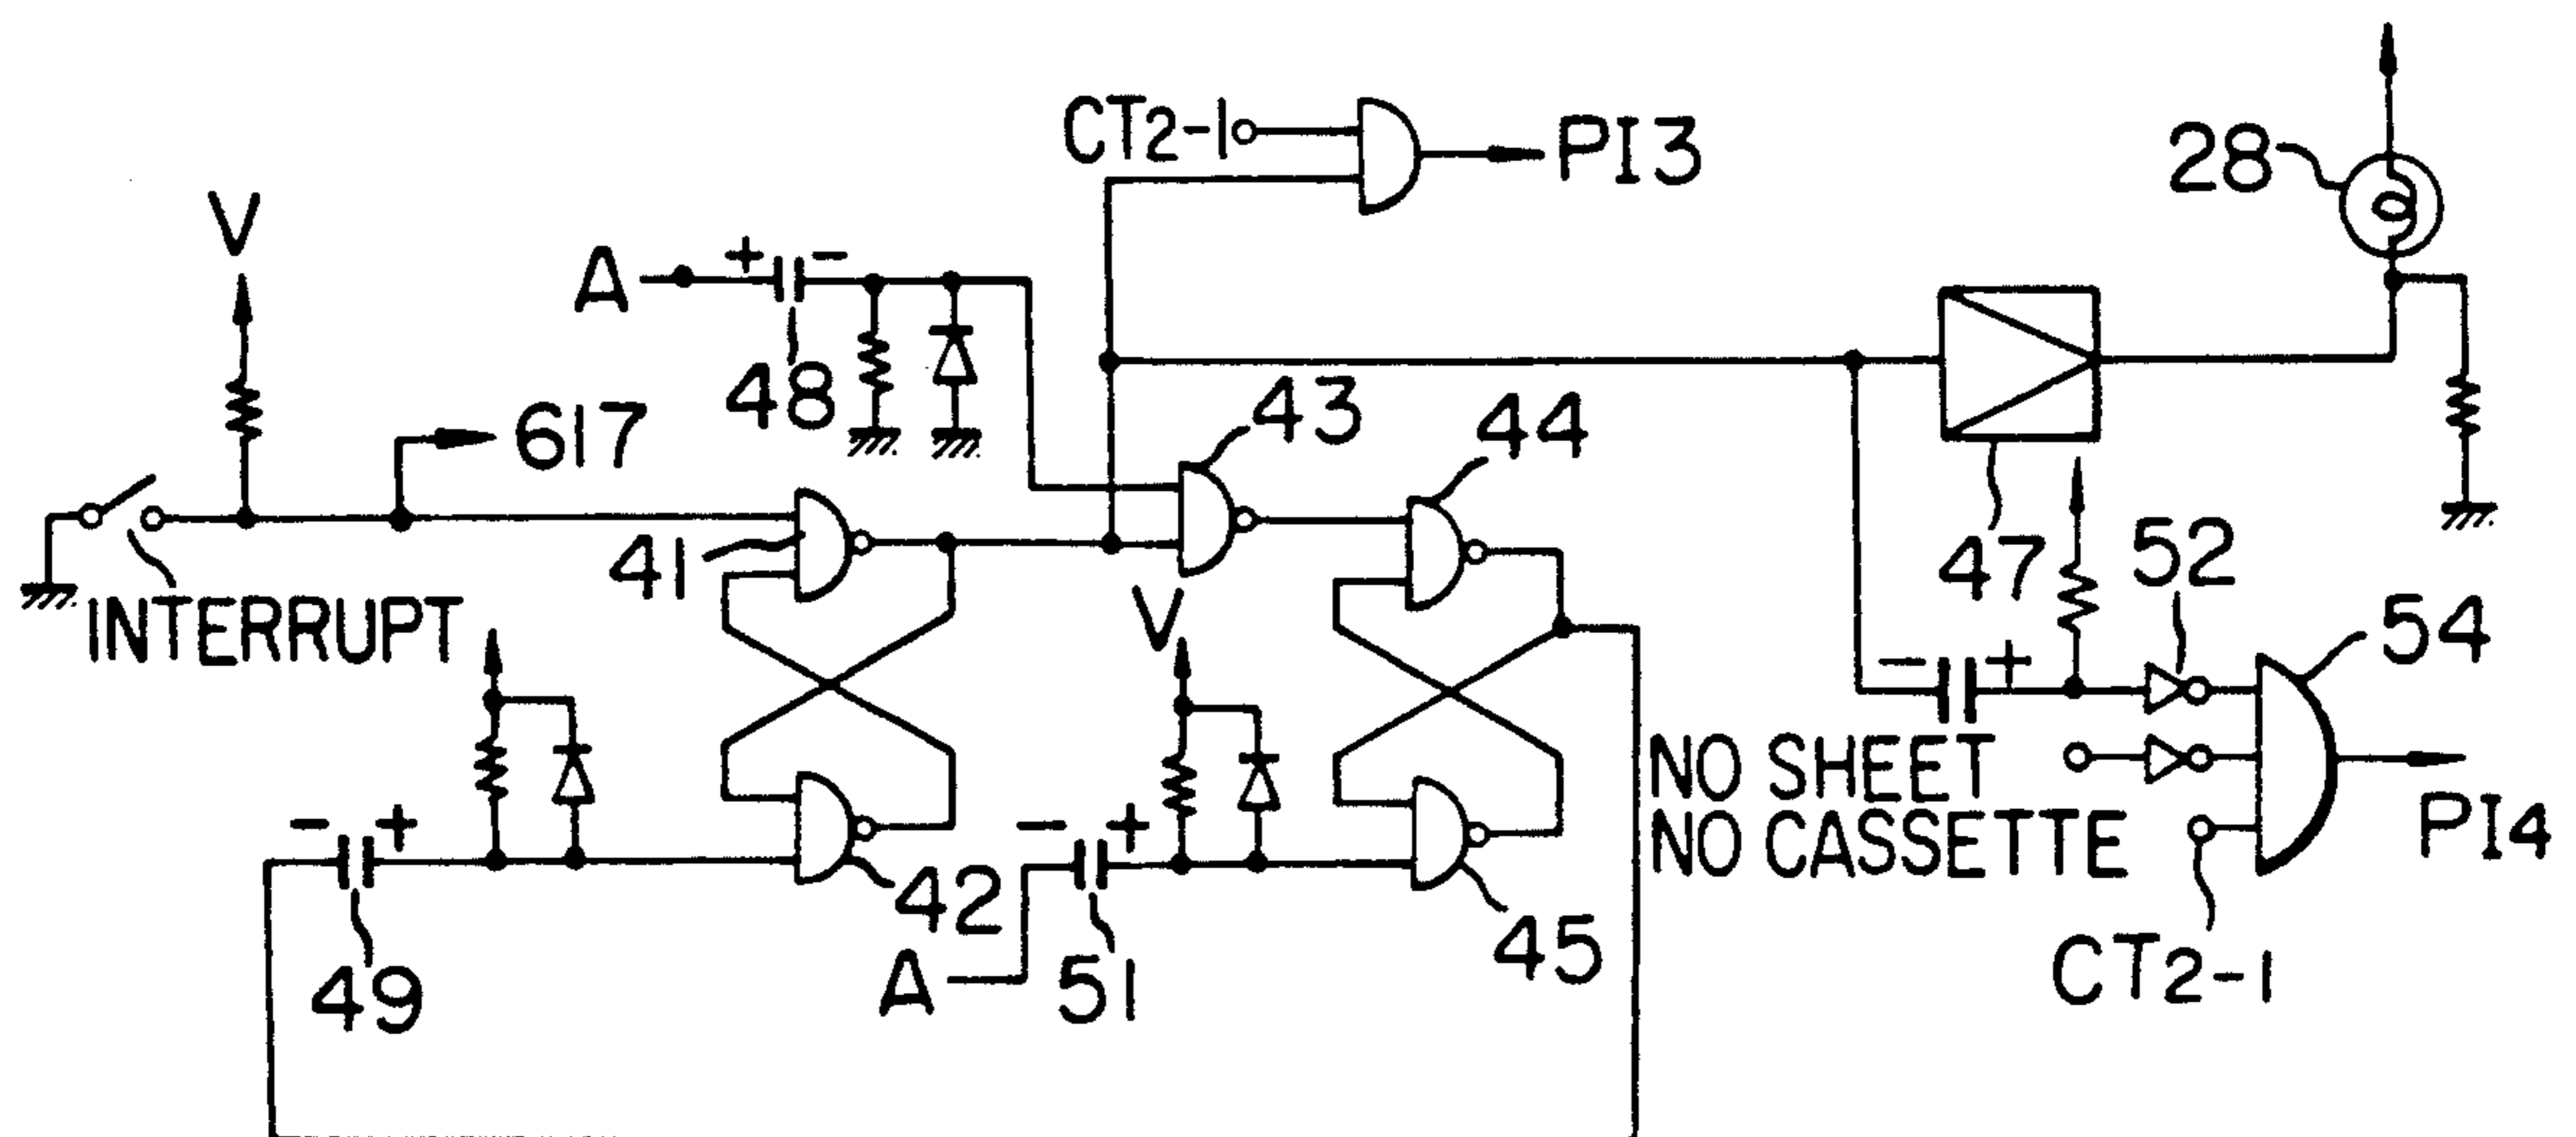 CT2-1
PI3
28
V
A
+ -
48
617
43
44
41
INTERRUPT
V
47
52
54
- +
NO SHEET
NO CASSETTE
PI4
- +
49
42
- +
A
51
45
CT2-1